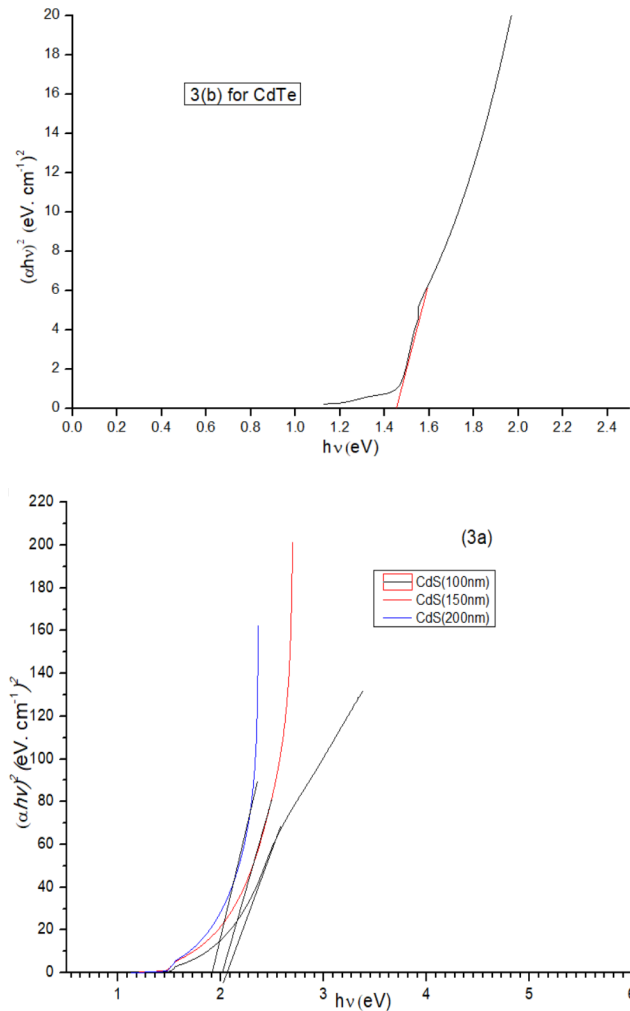 20
18
16
14
12
10
8
6
4
2
0
(αhν)² (eV. cm⁻¹)²
3(b) for CdTe
0.0 0.2 0.4 0.6 0.8 1.0 1.2 1.4 1.6 1.8 2.0 2.2 2.4
hν(eV)
220
200
180
160
140
120
100
80
60
40
20
0
(αhν)²(eV. cm⁻¹)²
(3a)
CdS(100nm)
CdS(150nm)
CdS(200nm)
1 2 3 4 5 6
hν(eV)